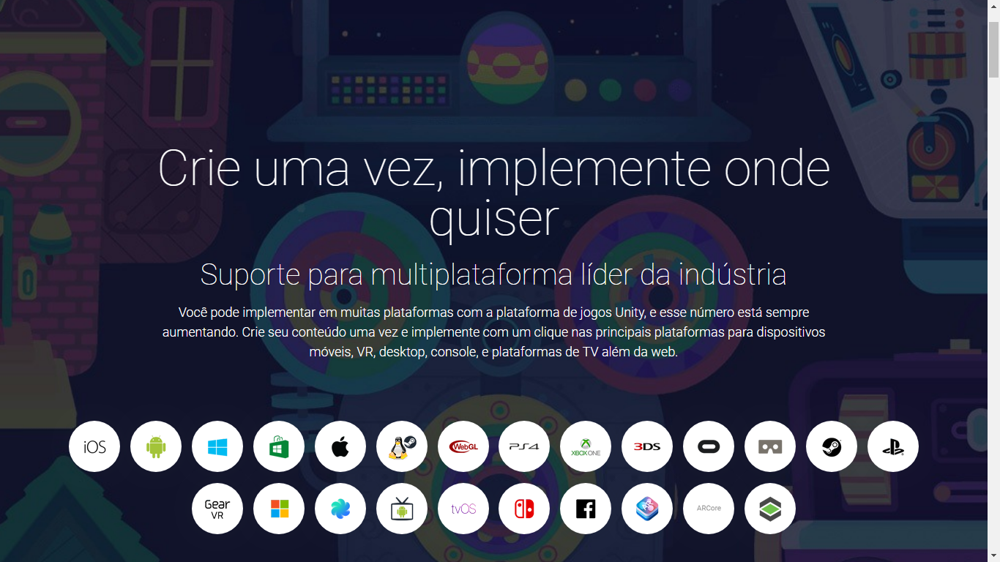 Crie uma vez, implemente onde
quiser
Suporte para multiplataforma líder da indústria
Você pode implementar em muitas plataformas com a plataforma de jogos Unity, e esse número está sempre
aumentando. Crie seu conteúdo uma vez e implemente com um clique nas principais plataformas para dispositivos
móveis, VR, desktop, console, e plataformas de TV além da web.
iOS WebGL PS4 XBOX ONE 3DS
Gear VR tvOS ARCore